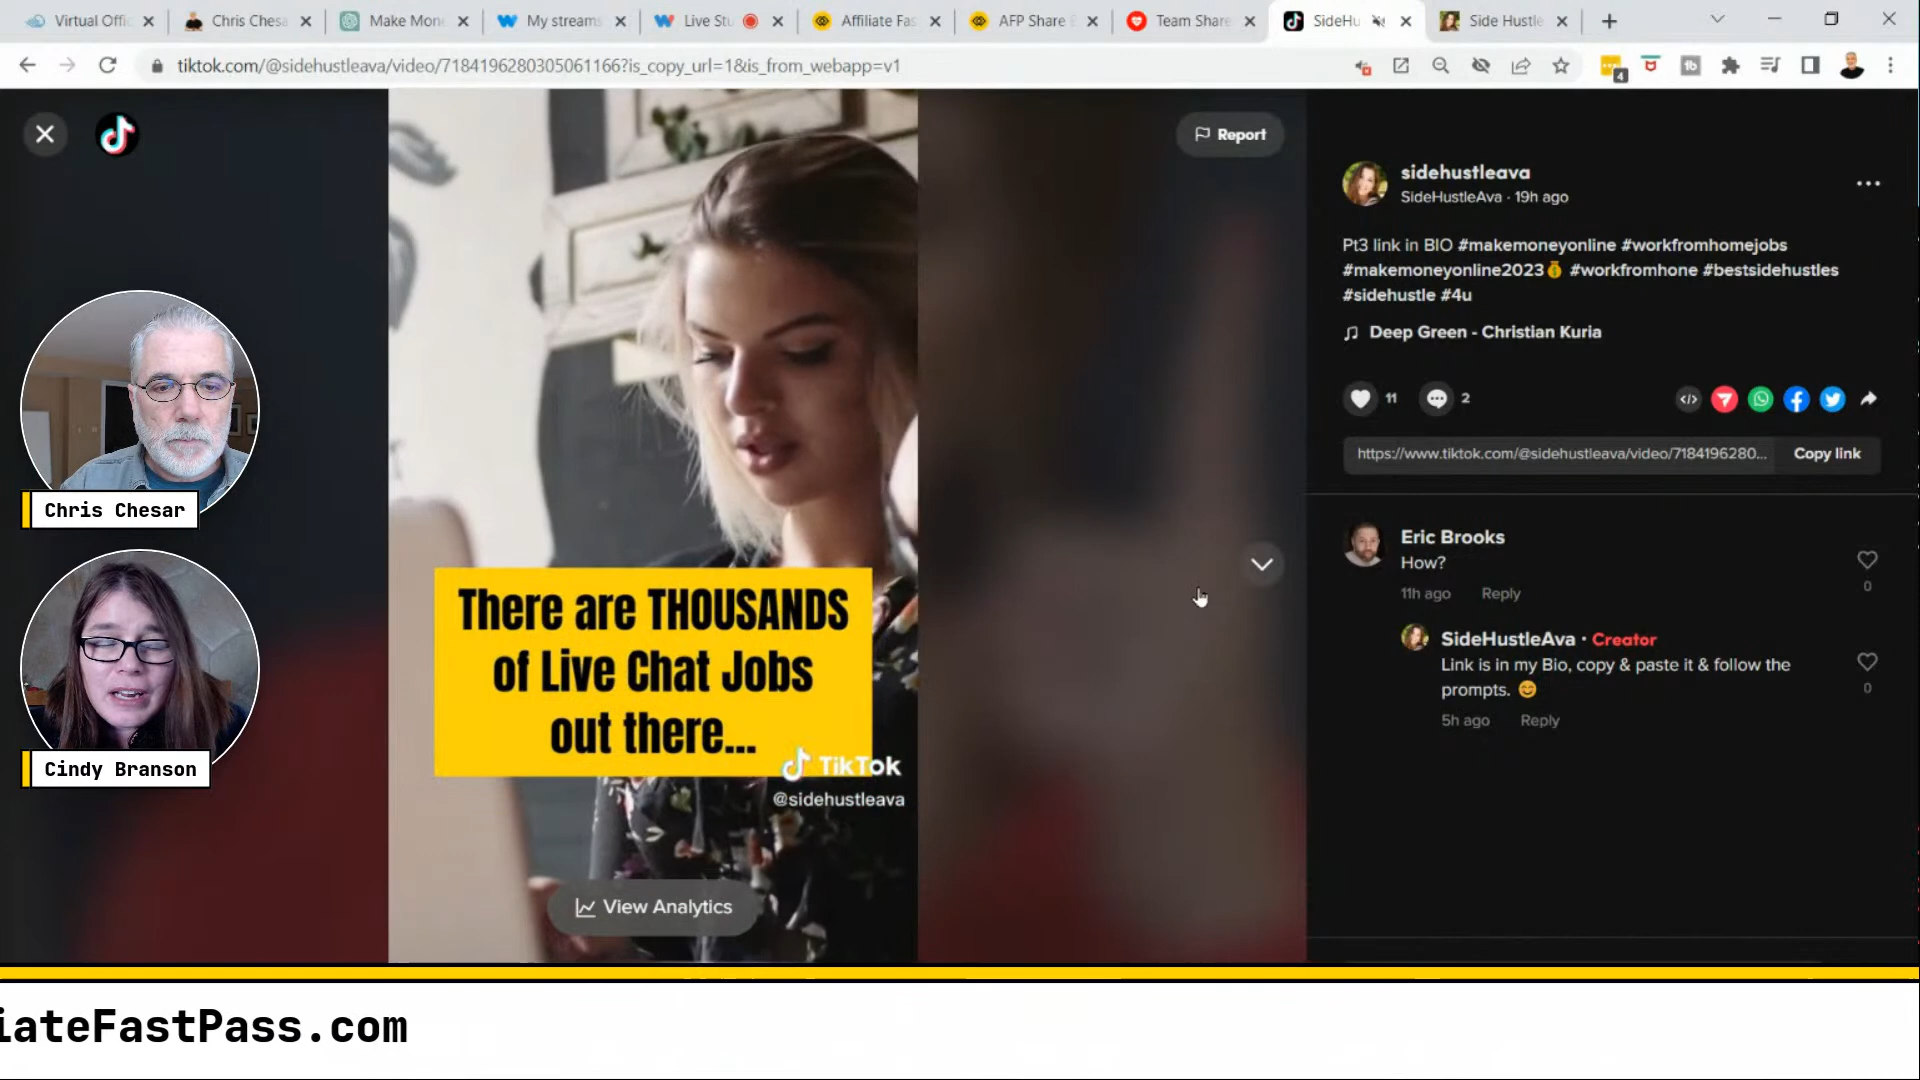 Virtual Offic
Chris Chesa
Make Mon
My streams
Live Stu
Affiliate Fas
AFP Share
Team Share
SideHu
Side Hustle
tiktok.com/@sidehustleava/video/7184196280305061166?is_copy_url=1&is_from_webapp=v1
4
Report
sidehustleava
SideHustleAva · 19h ago
Pt3 link in BIO #makemoneyonline #workfromhomejobs
#makemoneyonline2023💰 #workfromhone #bestsidehustles
#sidehustle #4u
Deep Green - Christian Kuria
11
2
https://www.tiktok.com/@sidehustleava/video/7184196280...
Copy link
Eric Brooks
How?
11h ago Reply
0
SideHustleAva · Creator
Link is in my Bio, copy & paste it & follow the
prompts. 😊
0
5h ago Reply
Chris Chesar
Cindy Branson
There are THOUSANDS
of Live Chat Jobs
out there...
TikTok
@sidehustleava
View Analytics
iateFastPass.com